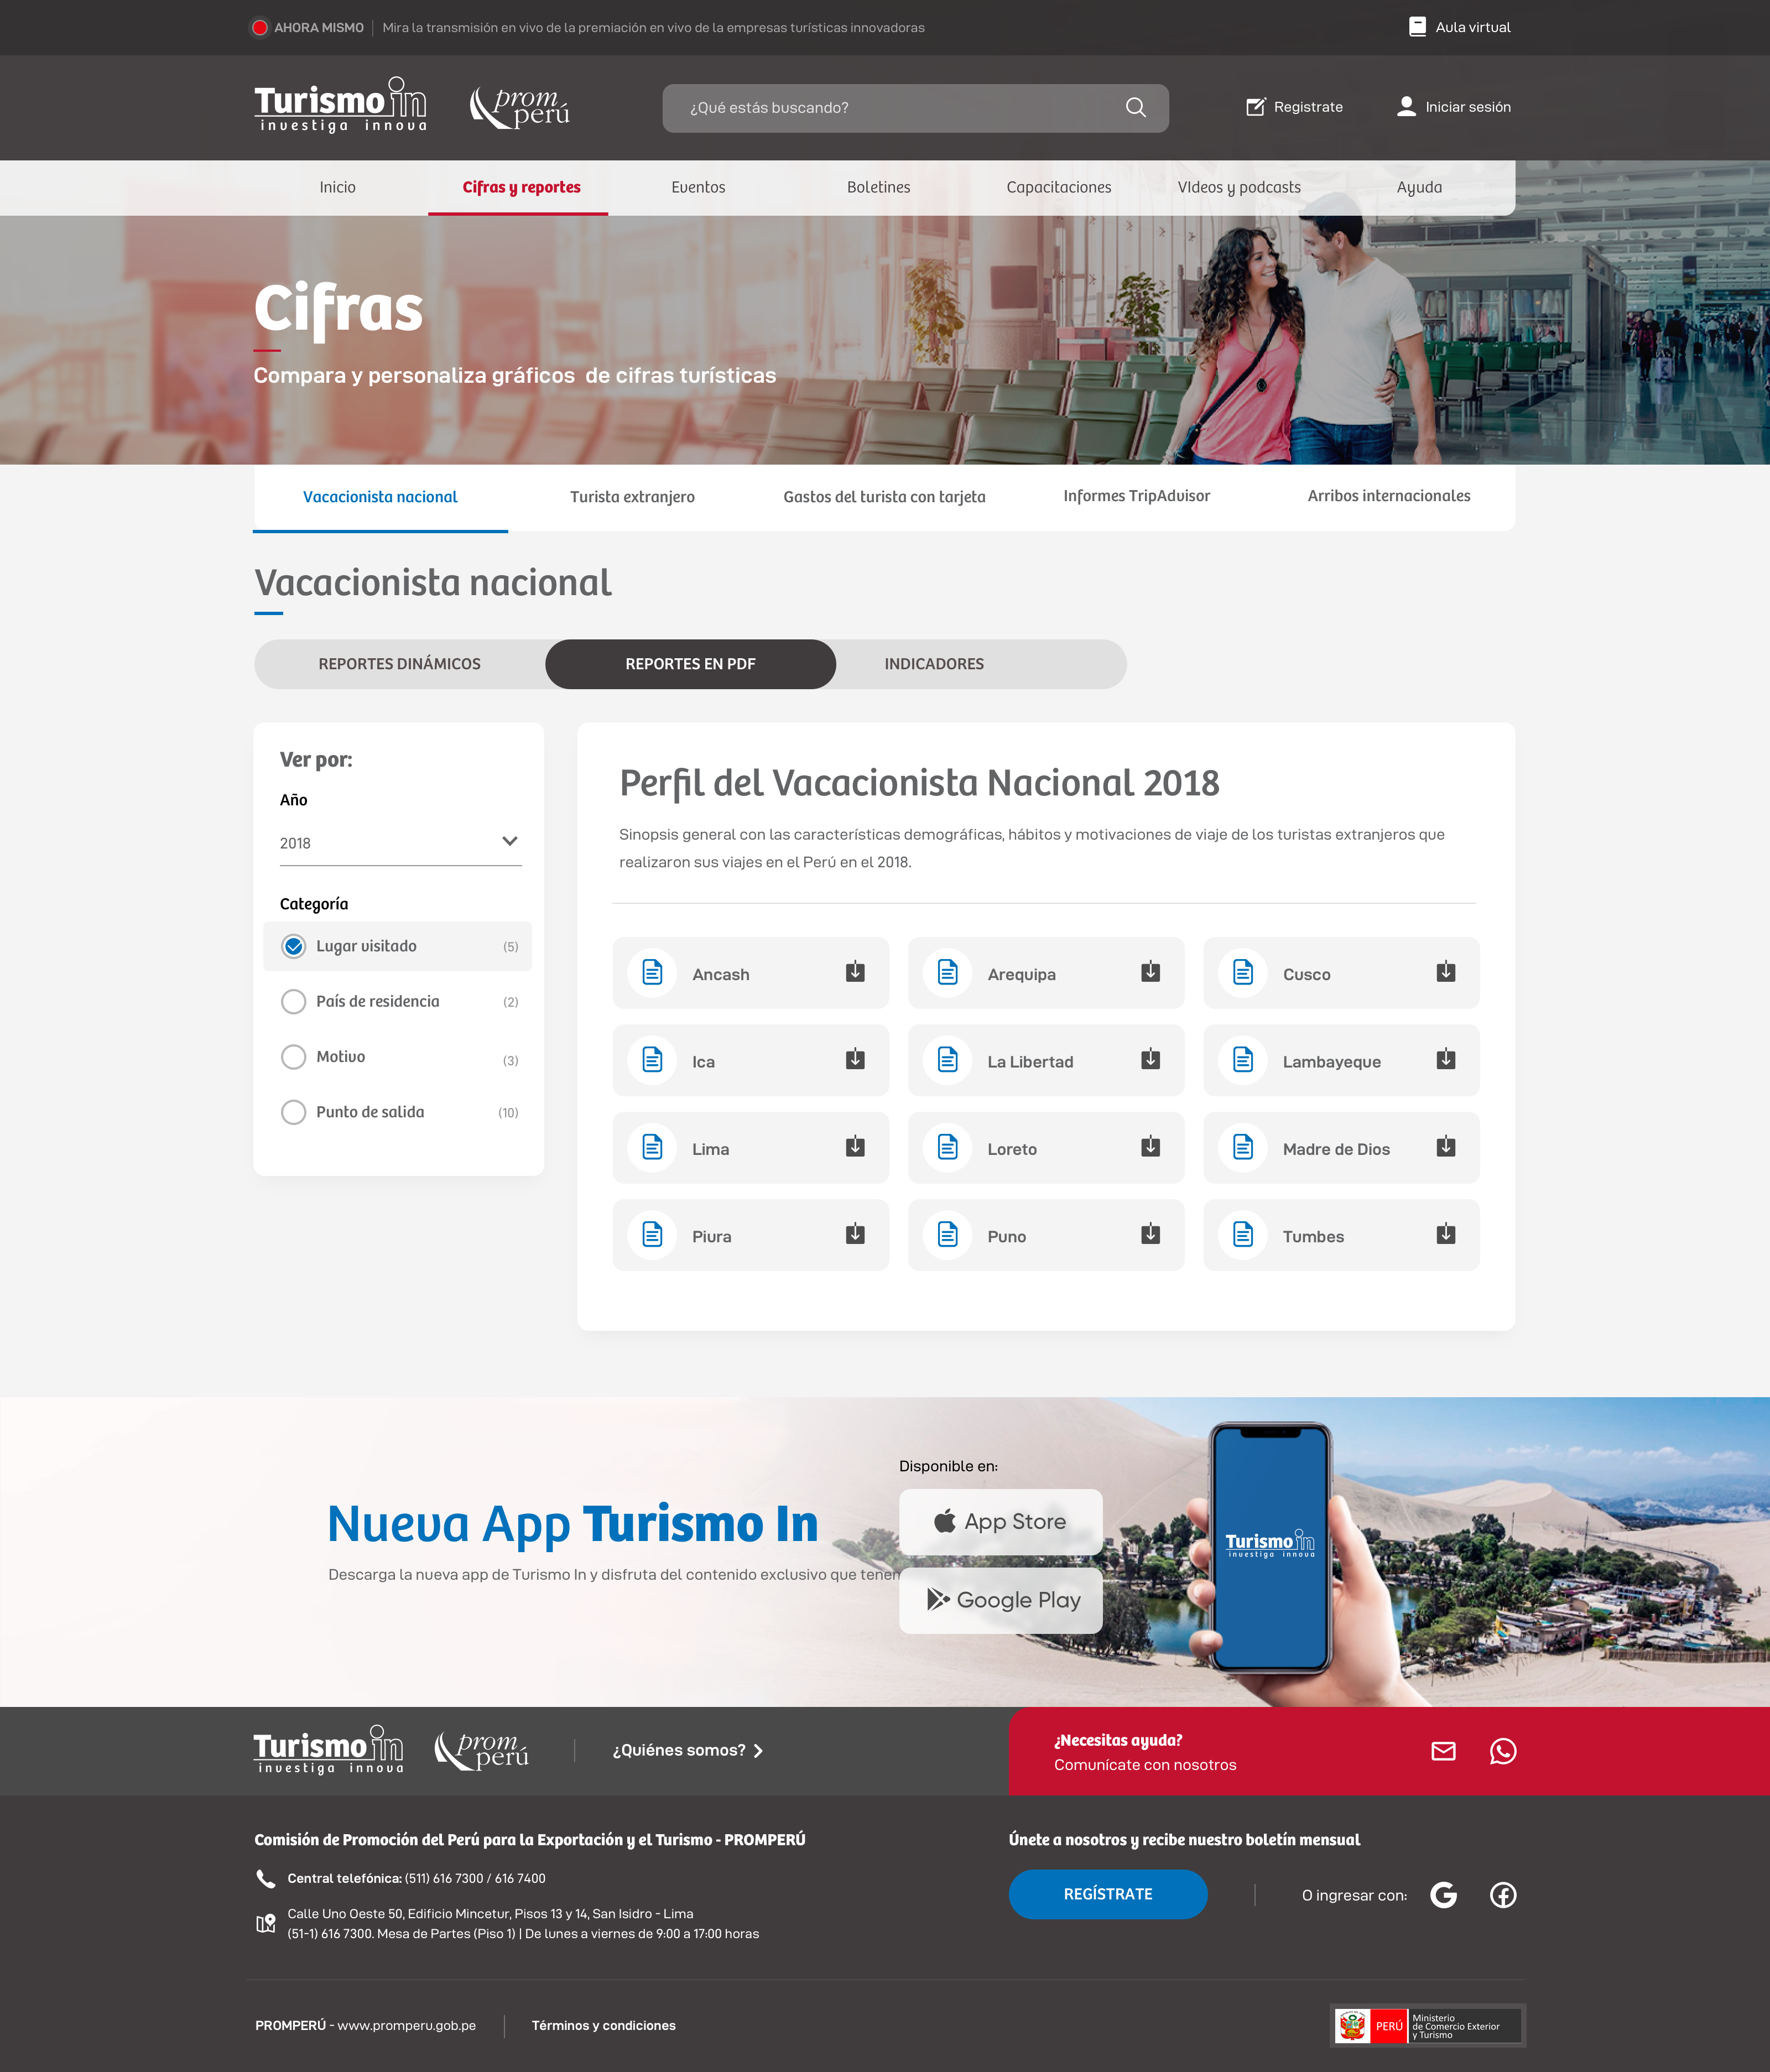 AHORA MISMO | Mira la transmisión en vivo de la premiación en vivo de la empresas turísticas innovadoras
Aula virtual
Turismo in
investiga innova
prom
perú
¿Qué estás buscando?
Registrate
Iniciar sesión
Inicio
Cifras y reportes
Eventos
Boletines
Capacitaciones
VIdeos y podcasts
Ayuda
Cifras
Compara y personaliza gráficos de cifras turísticas
Vacacionista nacional
Turista extranjero
Gastos del turista con tarjeta
Informes TripAdvisor
Arribos internacionales
Vacacionista nacional
REPORTES DINÁMICOS
REPORTES EN PDF
INDICADORES
Ver por:
Año
2018
Categoría
Lugar visitado (5)
País de residencia (2)
Motivo (3)
Punto de salida (10)
Perfil del Vacacionista Nacional 2018
Sinopsis general con las características demográficas, hábitos y motivaciones de viaje de los turistas extranjeros que
realizaron sus viajes en el Perú en el 2018.
Ancash
Arequipa
Cusco
Ica
La Libertad
Lambayeque
Lima
Loreto
Madre de Dios
Piura
Puno
Tumbes
Nueva App Turismo In
Descarga la nueva app de Turismo In y disfruta del contenido exclusivo que tenen
Disponible en:
App Store
Google Play
Turismo in
investiga innova
Turismo in
investiga innova
prom
perú
¿Quiénes somos?
¿Necesitas ayuda?
Comunícate con nosotros
Comisión de Promoción del Perú para la Exportación y el Turismo - PROMPERÚ
Central telefónica: (511) 616 7300 / 616 7400
Calle Uno Oeste 50, Edificio Mincetur, Pisos 13 y 14, San Isidro - Lima
(51-1) 616 7300. Mesa de Partes (Piso 1) | De lunes a viernes de 9:00 a 17:00 horas
Únete a nosotros y recibe nuestro boletín mensual
REGÍSTRATE
O ingresar con:
PROMPERÚ - www.promperu.gob.pe
Términos y condiciones
PERÚ
Ministerio
de Comercio Exterior
y Turismo